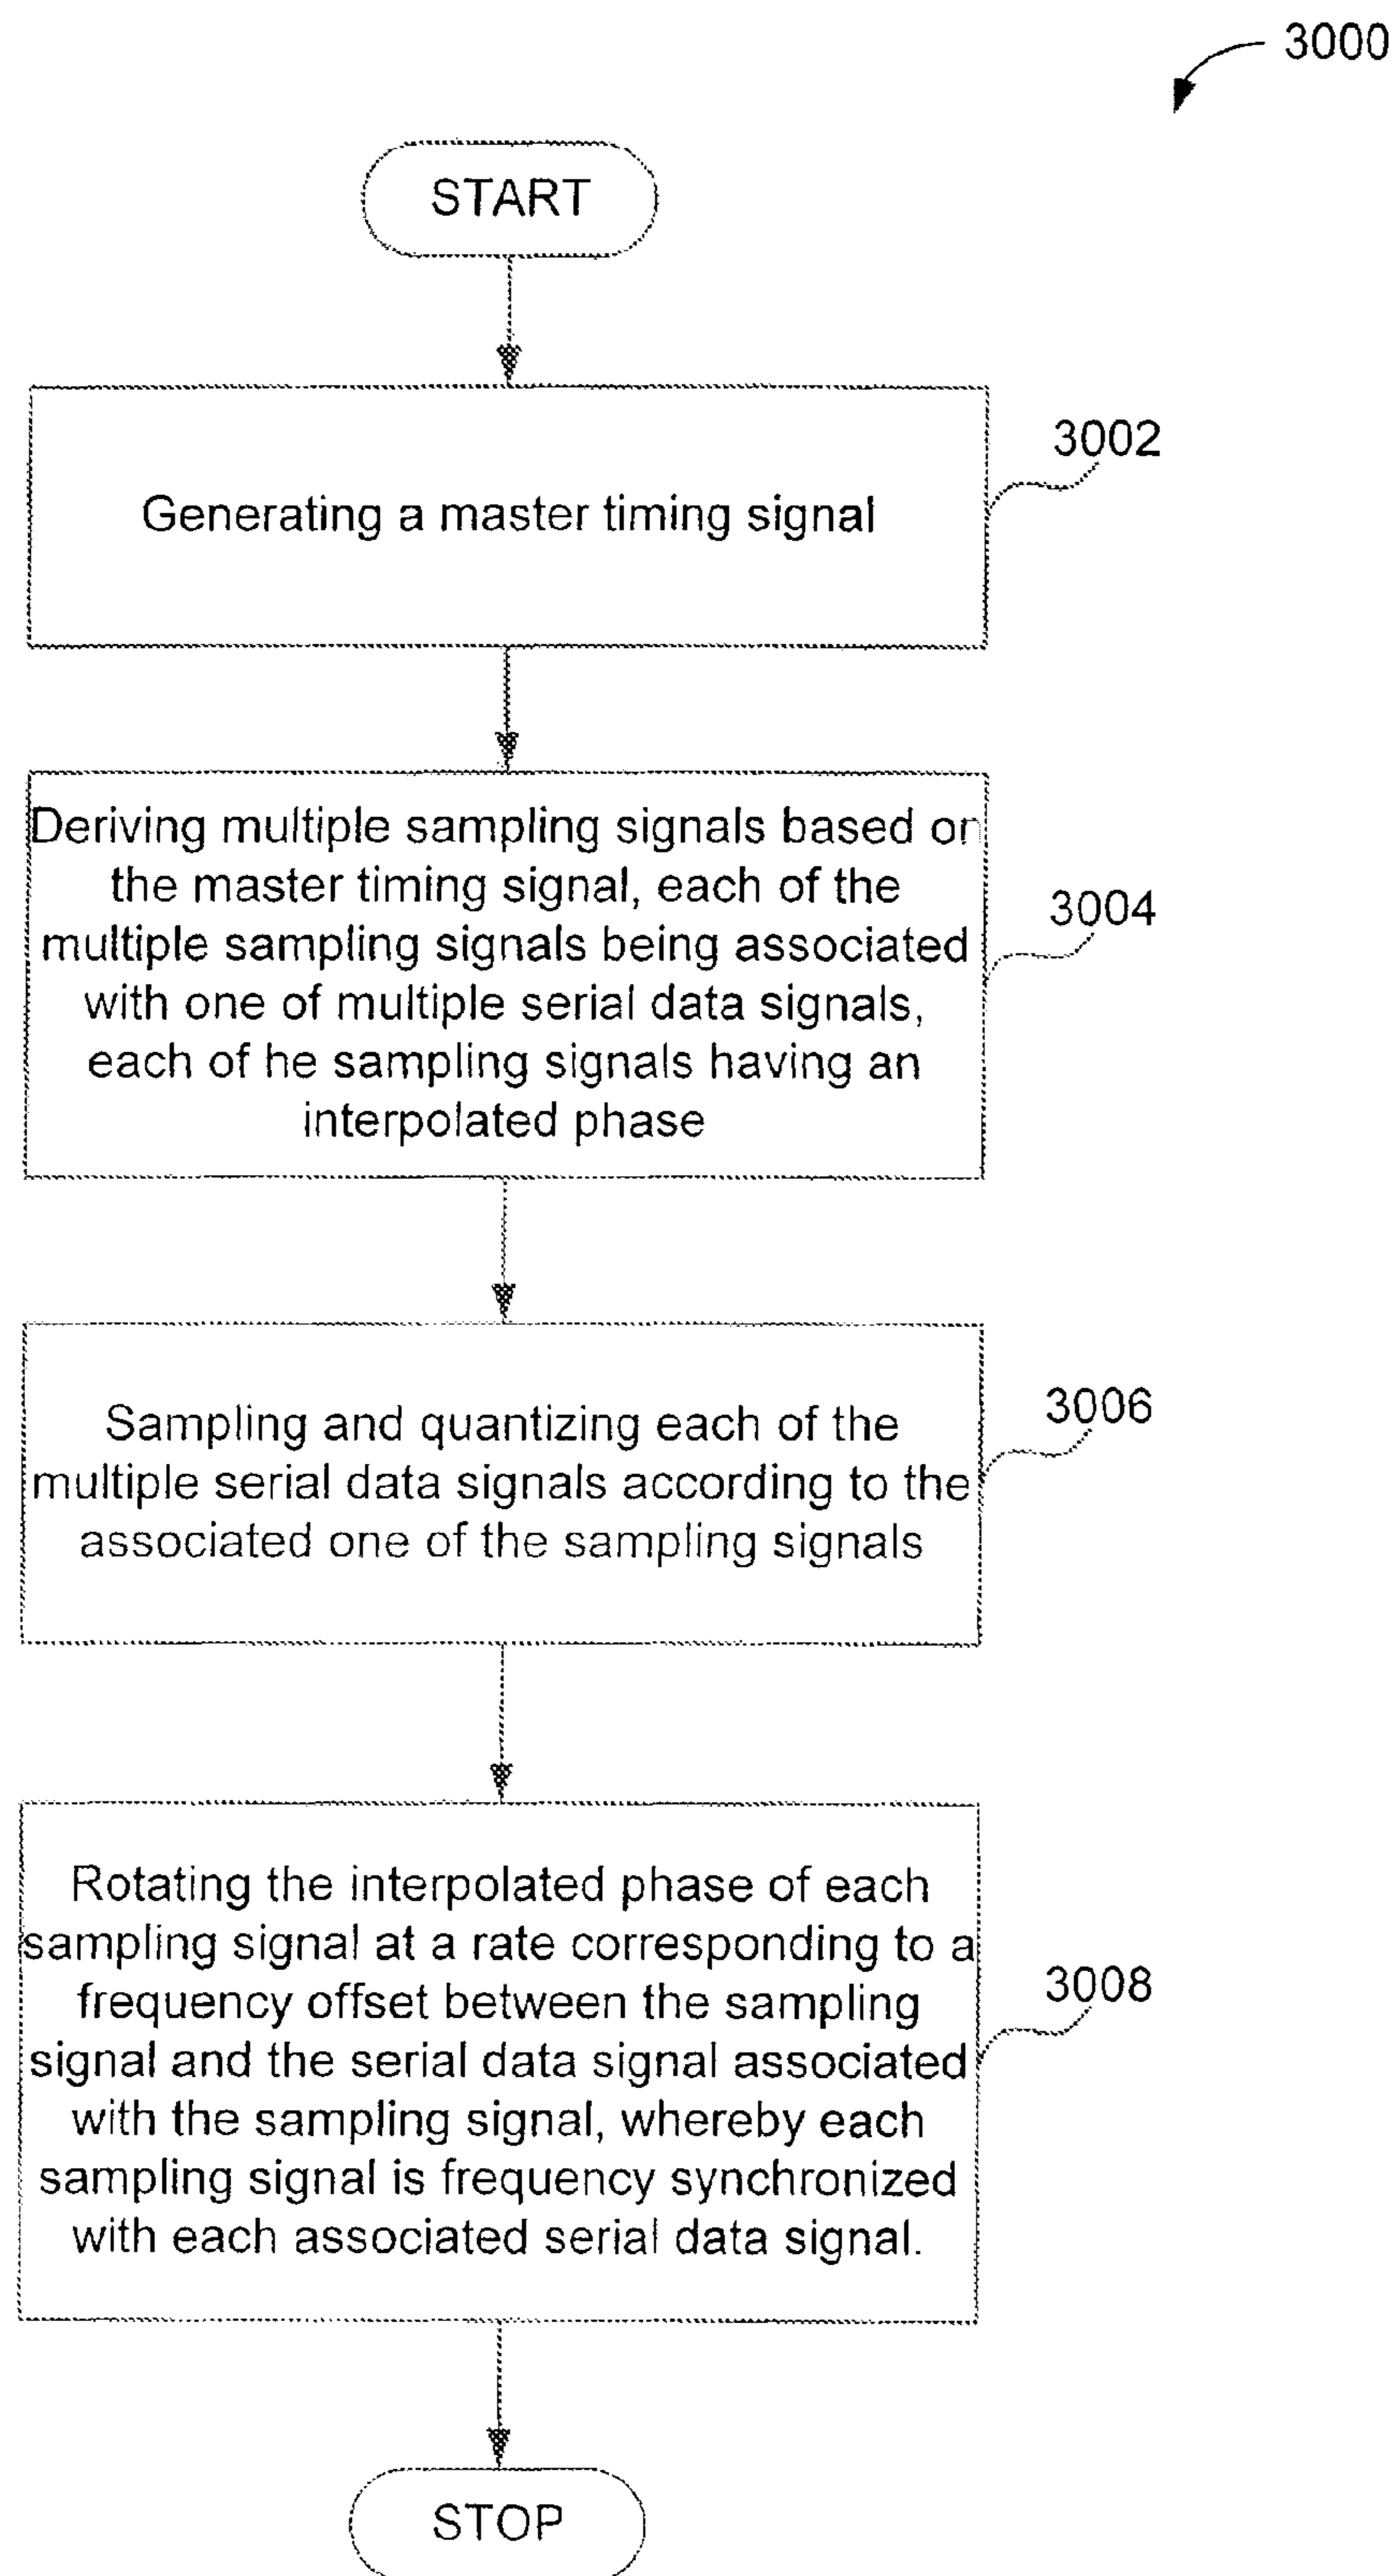 3000
START
Generating a master timing signal
3002
Deriving multiple sampling signals based on
the master timing signal, each of the
multiple sampling signals being associated
with one of multiple serial data signals,
each of he sampling signals having an
interpolated phase
3004
Sampling and quantizing each of the
multiple serial data signals according to the
associated one of the sampling signals
3006
Rotating the interpolated phase of each
sampling signal at a rate corresponding to a
frequency offset between the sampling
signal and the serial data signal associated
with the sampling signal, whereby each
sampling signal is frequency synchronized
with each associated serial data signal.
3008
STOP